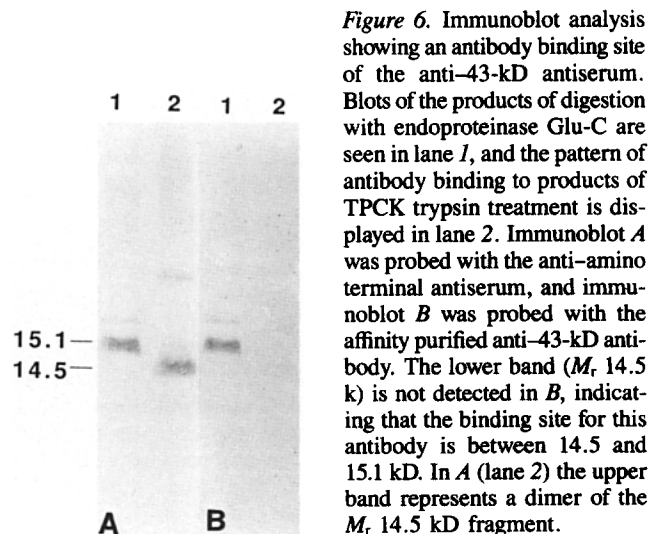 1 2 1 2
15.1
14.5
A B
Figure 6. Immunoblot analysis
showing an antibody binding site
of the anti–43-kD antiserum.
Blots of the products of digestion
with endoproteinase Glu-C are
seen in lane 1, and the pattern of
antibody binding to products of
TPCK trypsin treatment is dis-
played in lane 2. Immunoblot A
was probed with the anti–amino
terminal antiserum, and immu-
noblot B was probed with the
affinity purified anti–43-kD anti-
body. The lower band (Mr 14.5
k) is not detected in B, indicat-
ing that the binding site for this
antibody is between 14.5 and
15.1 kD. In A (lane 2) the upper
band represents a dimer of the
Mr 14.5 kD fragment.